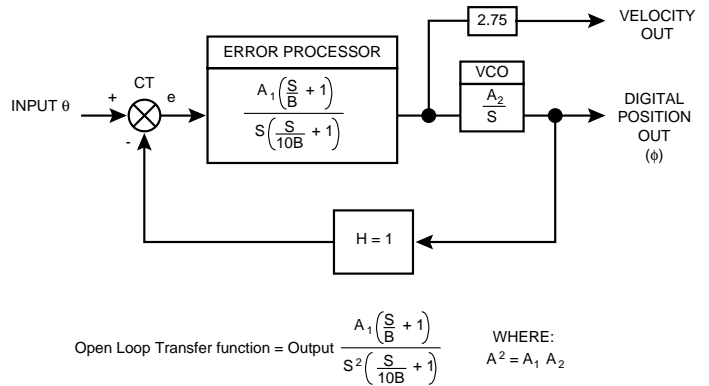 2.75
VELOCITY
OUT
ERROR PROCESSOR
VCO
CT
INPUT θ
+
e
-
A₁(S/B + 1)
S(S/10B + 1)
A₂
S
DIGITAL
POSITION
OUT
(ϕ)
H = 1
Open Loop Transfer function = Output A₁(S/B + 1) / S²(S/10B + 1)
WHERE:
A² = A₁ A₂